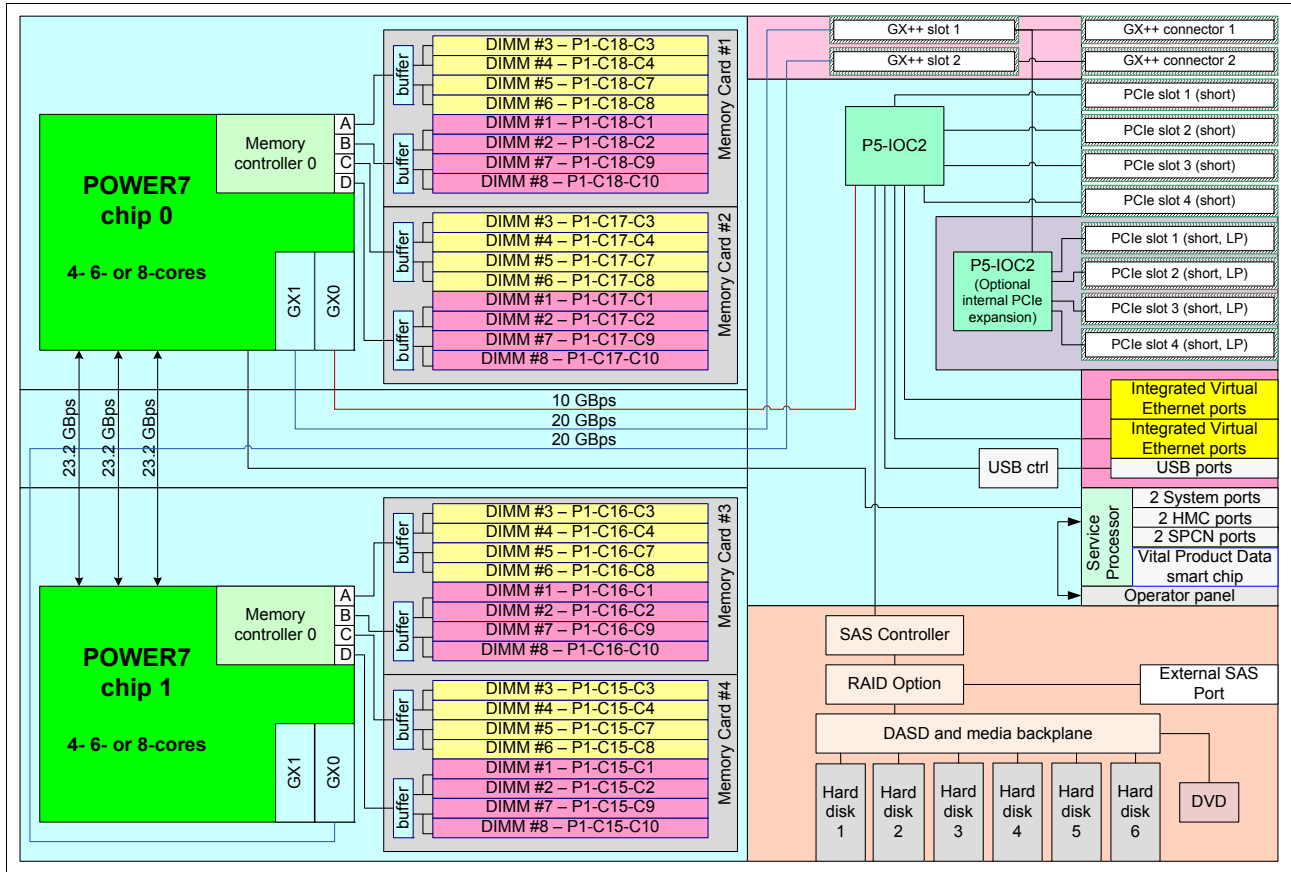 POWER7
chip 0
4- 6- or 8-cores
Memory
controller 0
A
B
C
D
GX1
GX0
buffer
DIMM #3 – P1-C18-C3
DIMM #4 – P1-C18-C4
DIMM #5 – P1-C18-C7
DIMM #6 – P1-C18-C8
buffer
DIMM #1 – P1-C18-C1
DIMM #2 – P1-C18-C2
DIMM #7 – P1-C18-C9
DIMM #8 – P1-C18-C10
Memory Card #1
buffer
DIMM #3 – P1-C17-C3
DIMM #4 – P1-C17-C4
DIMM #5 – P1-C17-C7
DIMM #6 – P1-C17-C8
buffer
DIMM #1 – P1-C17-C1
DIMM #2 – P1-C17-C2
DIMM #7 – P1-C17-C9
DIMM #8 – P1-C17-C10
Memory Card #2
23.2 GBps
23.2 GBps
23.2 GBps
10 GBps
20 GBps
20 GBps
POWER7
chip 1
4- 6- or 8-cores
Memory
controller 0
A
B
C
D
GX1
GX0
buffer
DIMM #3 – P1-C16-C3
DIMM #4 – P1-C16-C4
DIMM #5 – P1-C16-C7
DIMM #6 – P1-C16-C8
buffer
DIMM #1 – P1-C16-C1
DIMM #2 – P1-C16-C2
DIMM #7 – P1-C16-C9
DIMM #8 – P1-C16-C10
Memory Card #3
buffer
DIMM #3 – P1-C15-C3
DIMM #4 – P1-C15-C4
DIMM #5 – P1-C15-C7
DIMM #6 – P1-C15-C8
buffer
DIMM #1 – P1-C15-C1
DIMM #2 – P1-C15-C2
DIMM #7 – P1-C15-C9
DIMM #8 – P1-C15-C10
Memory Card #4
GX++ slot 1
GX++ connector 1
GX++ slot 2
GX++ connector 2
P5-IOC2
PCIe slot 1 (short)
PCIe slot 2 (short)
PCIe slot 3 (short)
PCIe slot 4 (short)
P5-IOC2
(Optional
internal PCIe
expansion)
PCIe slot 1 (short, LP)
PCIe slot 2 (short, LP)
PCIe slot 3 (short, LP)
PCIe slot 4 (short, LP)
Integrated Virtual
Ethernet ports
Integrated Virtual
Ethernet ports
USB ctrl
USB ports
Service
Processor
2 System ports
2 HMC ports
2 SPCN ports
Vital Product Data
smart chip
Operator panel
SAS Controller
RAID Option
External SAS
Port
DASD and media backplane
Hard
disk
1
Hard
disk
2
Hard
disk
3
Hard
disk
4
Hard
disk
5
Hard
disk
6
DVD